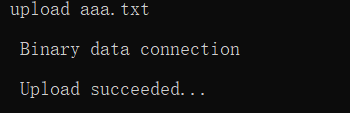 upload aaa.txt
Binary data connection
Upload succeeded...